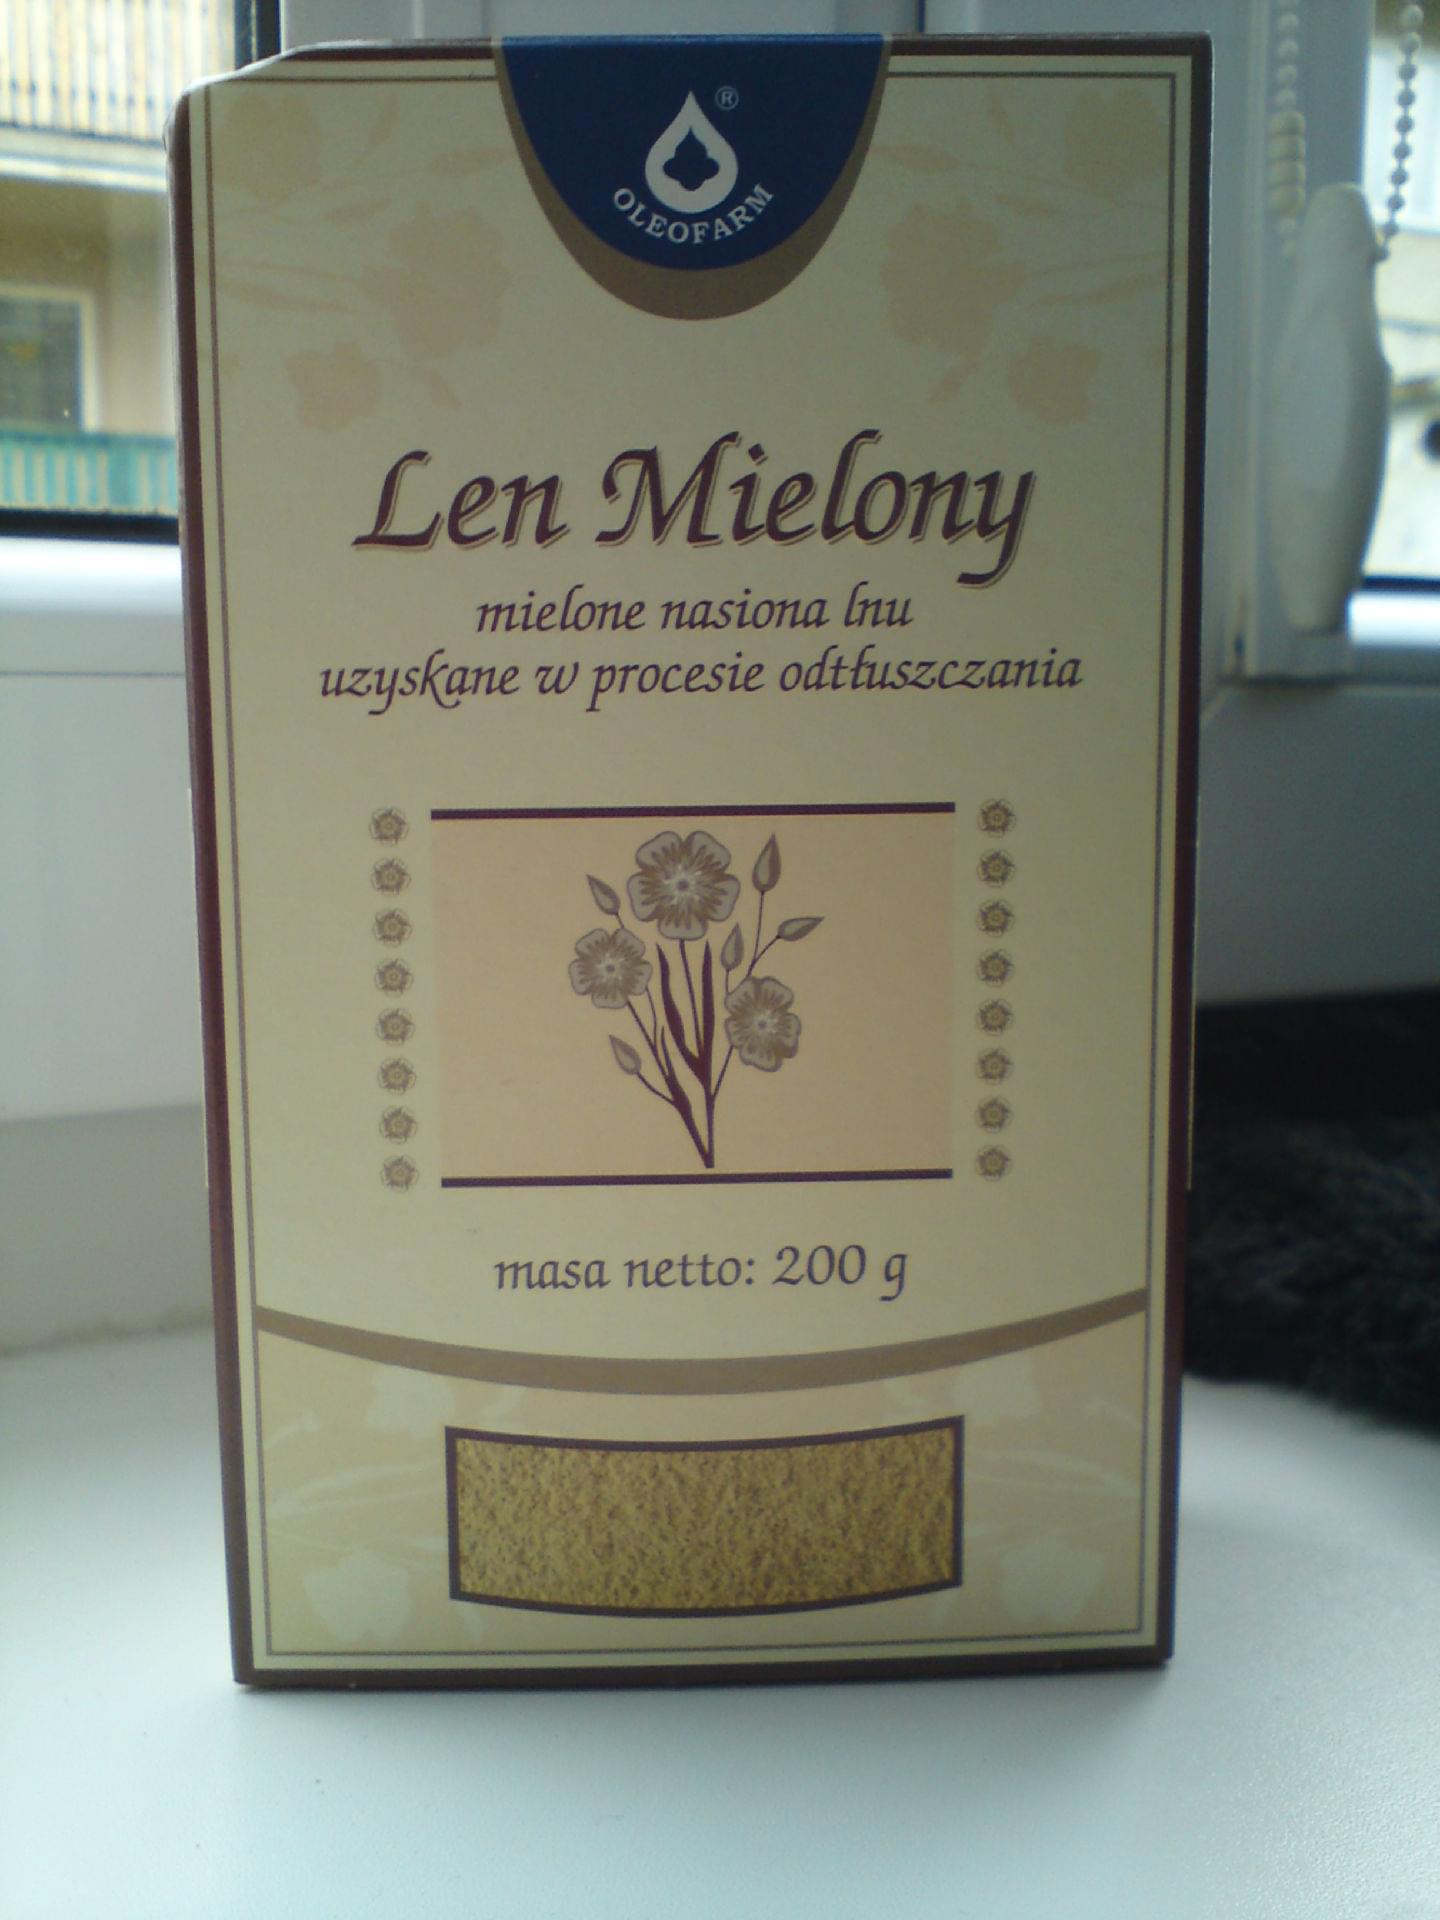 ®
OLEOFARM
Len Mielony
mielone nasiona lnu
uzyskane w procesie odtłuszczania
masa netto: 200 g